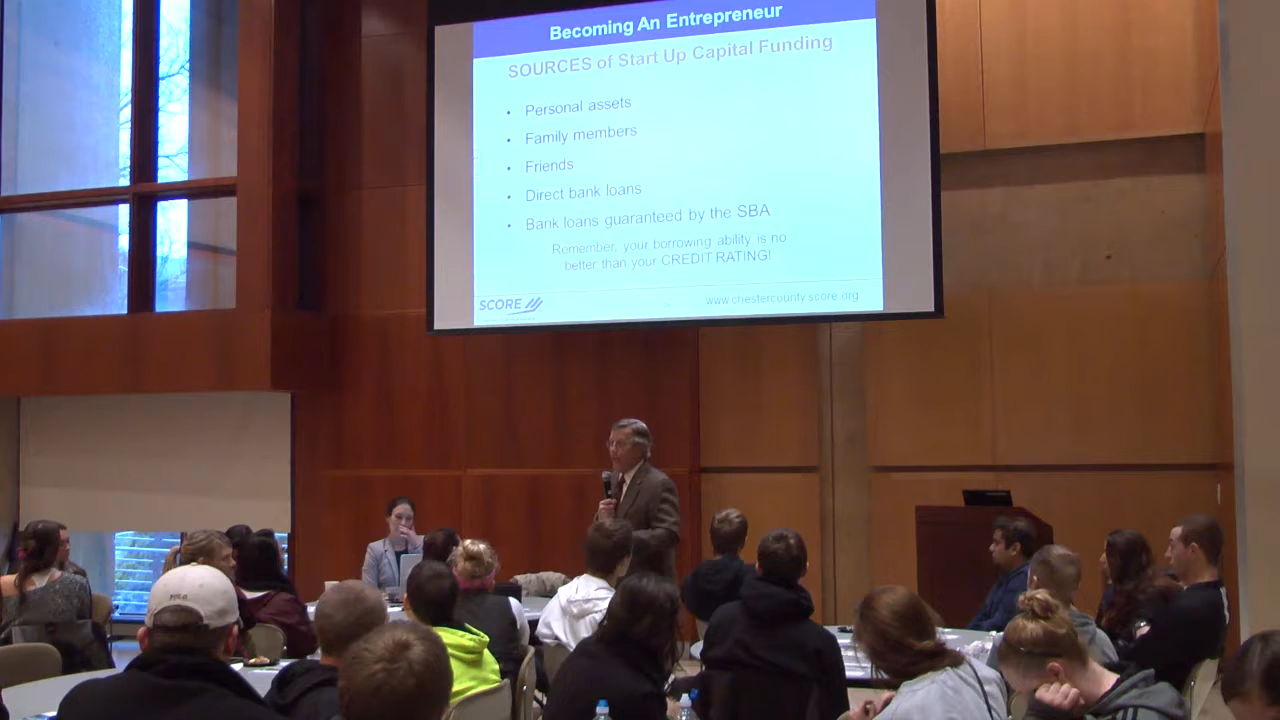 Becoming An Entrepreneur
SOURCES of Start Up Capital Funding
• Personal assets
• Family members
• Friends
• Direct bank loans
• Bank loans guaranteed by the SBA
Remember, your borrowing ability is no
better than your CREDIT RATING!
SCORE
www.chestercounty.score.org
POLO